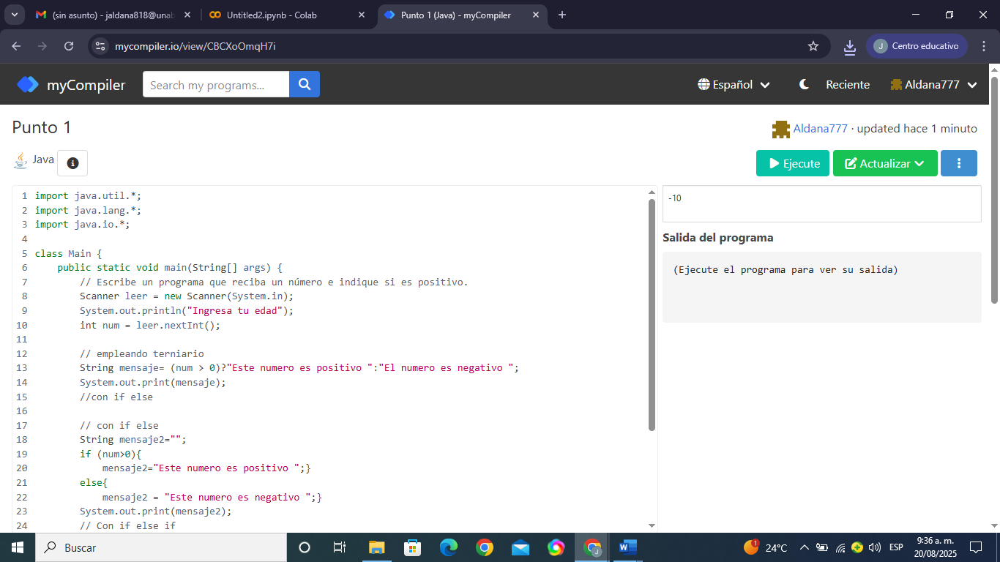 (sin asunto) - jaldana818@unab
Untitled2.ipynb - Colab
Punto 1 (Java) - myCompiler
mycompiler.io/view/CBCXoOmqH7i
J Centro educativo
myCompiler
Search my programs...
Español
Reciente
Aldana777
Punto 1
Aldana777 · updated hace 1 minuto
Java
Ejecute
Actualizar
1 import java.util.*;
2 import java.lang.*;
3 import java.io.*;
4
5 class Main {
6 public static void main(String[] args) {
7 // Escribe un programa que reciba un número e indique si es positivo.
8 Scanner leer = new Scanner(System.in);
9 System.out.println("Ingresa tu edad");
10 int num = leer.nextInt();
11
12 // empleando terniario
13 String mensaje= (num > 0)?"Este numero es positivo ":"El numero es negativo ";
14 System.out.print(mensaje);
15 //con if else
16
17 // con if else
18 String mensaje2="";
19 if (num>0){
20 mensaje2="Este numero es positivo ";}
21 else{
22 mensaje2 = "Este numero es negativo ";}
23 System.out.print(mensaje2);
24 // Con if else if
-10
Salida del programa
(Ejecute el programa para ver su salida)
Buscar
J
1
24°C
ESP
9:36 a. m.
20/08/2025